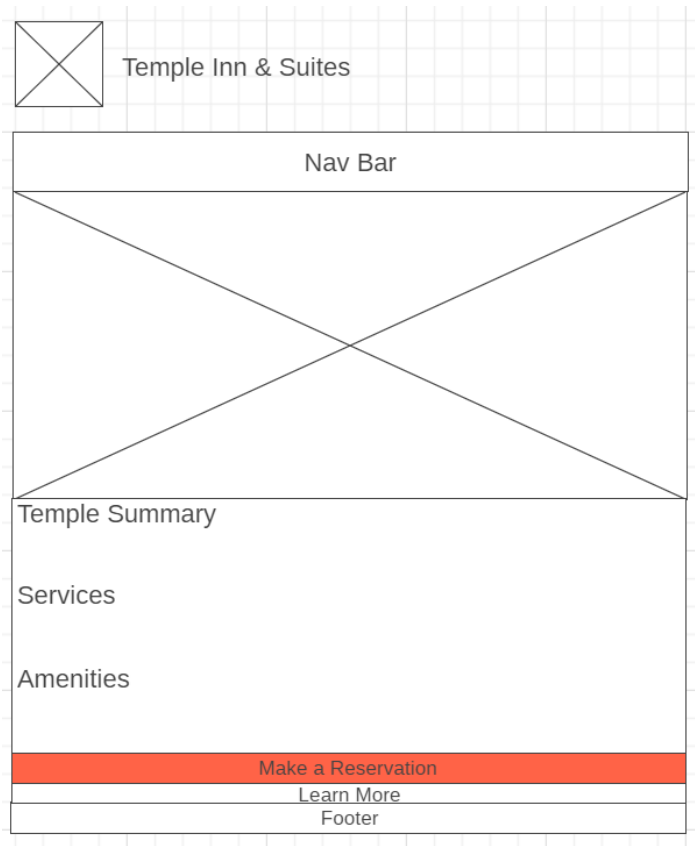 Temple Inn & Suites
Nav Bar
Temple Summary
Services
Amenities
Make a Reservation
Learn More
Footer